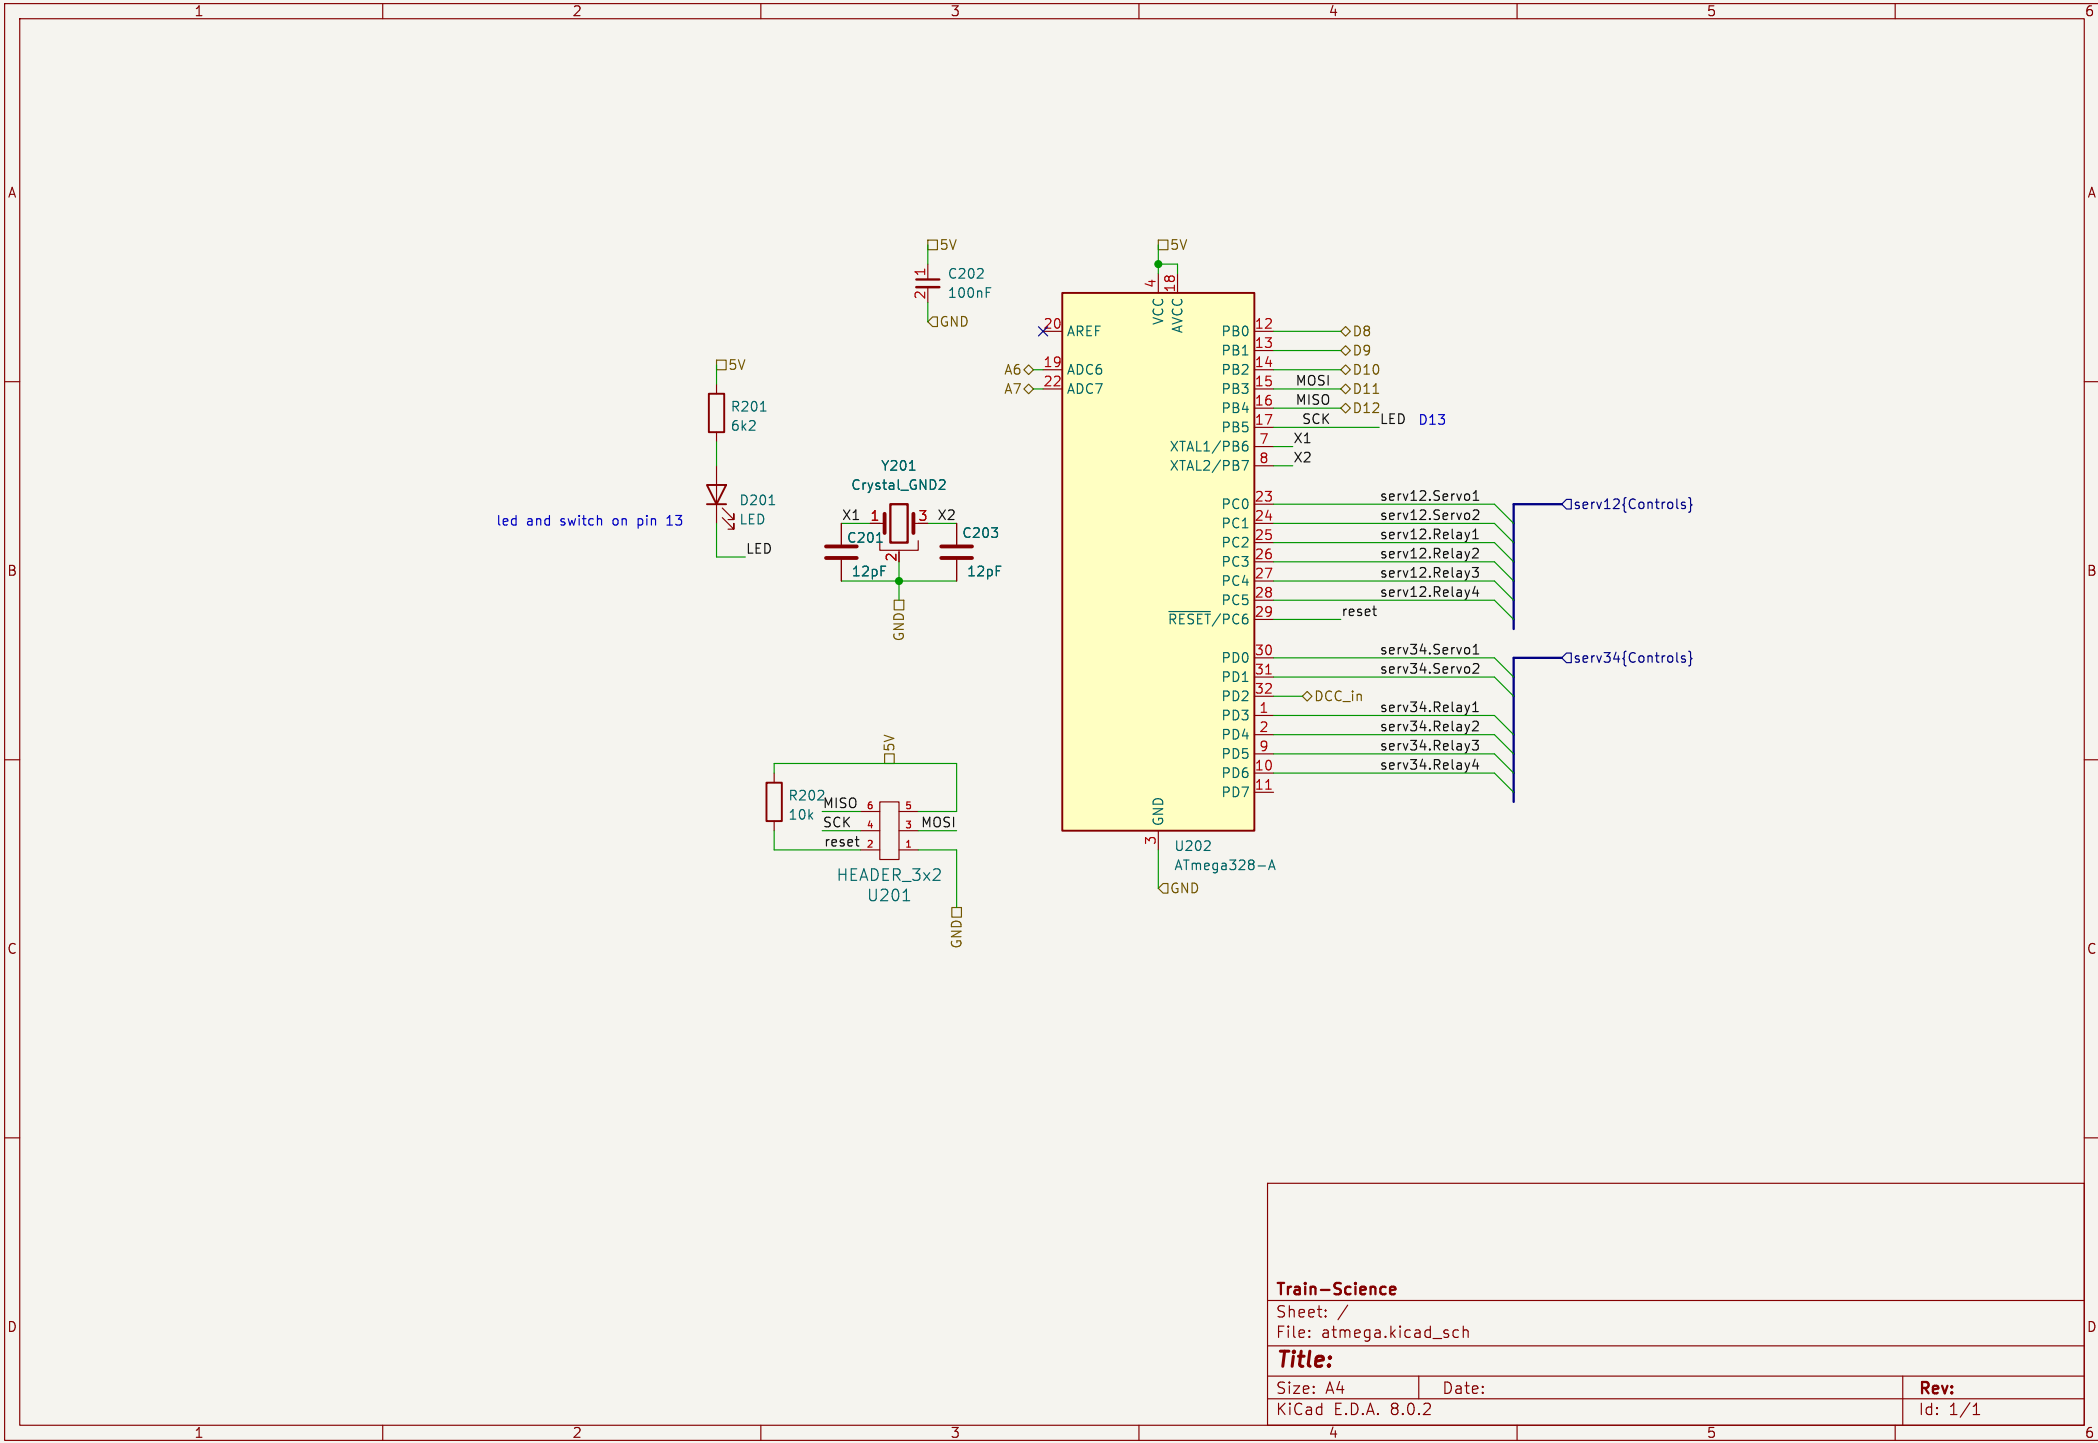 1 2 3 4 5 6
A A
B B
C C
D D
5V
1
2
C202
100nF
GND
5V
R201
6k2
D201
LED
LED
led and switch on pin 13
Y201
Crystal_GND2
X1 1 3 X2
2
C201
12pF
C203
12pF
GND
5V
R202
10k
MISO 6 5
SCK 4 3 MOSI
reset 2 1
HEADER_3x2
U201
GND
5V
4 18
VCC AVCC
20 AREF
A6 19 ADC6
A7 22 ADC7
PB0 12 D8
PB1 13 D9
PB2 14 D10
PB3 15 MOSI D11
PB4 16 MISO D12
PB5 17 SCK LED D13
XTAL1/PB6 7 X1
XTAL2/PB7 8 X2
PC0 23 serv12.Servo1 serv12{Controls}
PC1 24 serv12.Servo2
PC2 25 serv12.Relay1
PC3 26 serv12.Relay2
PC4 27 serv12.Relay3
PC5 28 serv12.Relay4
RESET/PC6 29 reset
PD0 30 serv34.Servo1 serv34{Controls}
PD1 31 serv34.Servo2
PD2 32 DCC_in
PD3 1 serv34.Relay1
PD4 2 serv34.Relay2
PD5 9 serv34.Relay3
PD6 10 serv34.Relay4
PD7 11
GND
3
U202
ATmega328-A
GND
Train-Science
Sheet: /
File: atmega.kicad_sch
Title:
Size: A4 Date: Rev:
KiCad E.D.A. 8.0.2 Id: 1/1
1 2 3 4 5 6